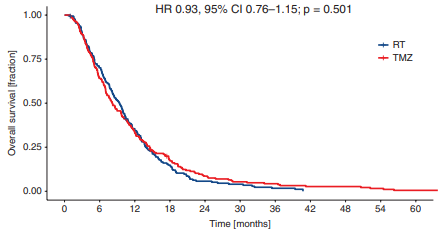 HR 0.93, 95% CI 0.76–1.15; p = 0.501
1.00
0.75
0.50
0.25
0.00
Overall survival [fraction]
RT
TMZ
0 6 12 18 24 30 36 42 48 54 60
Time [months]